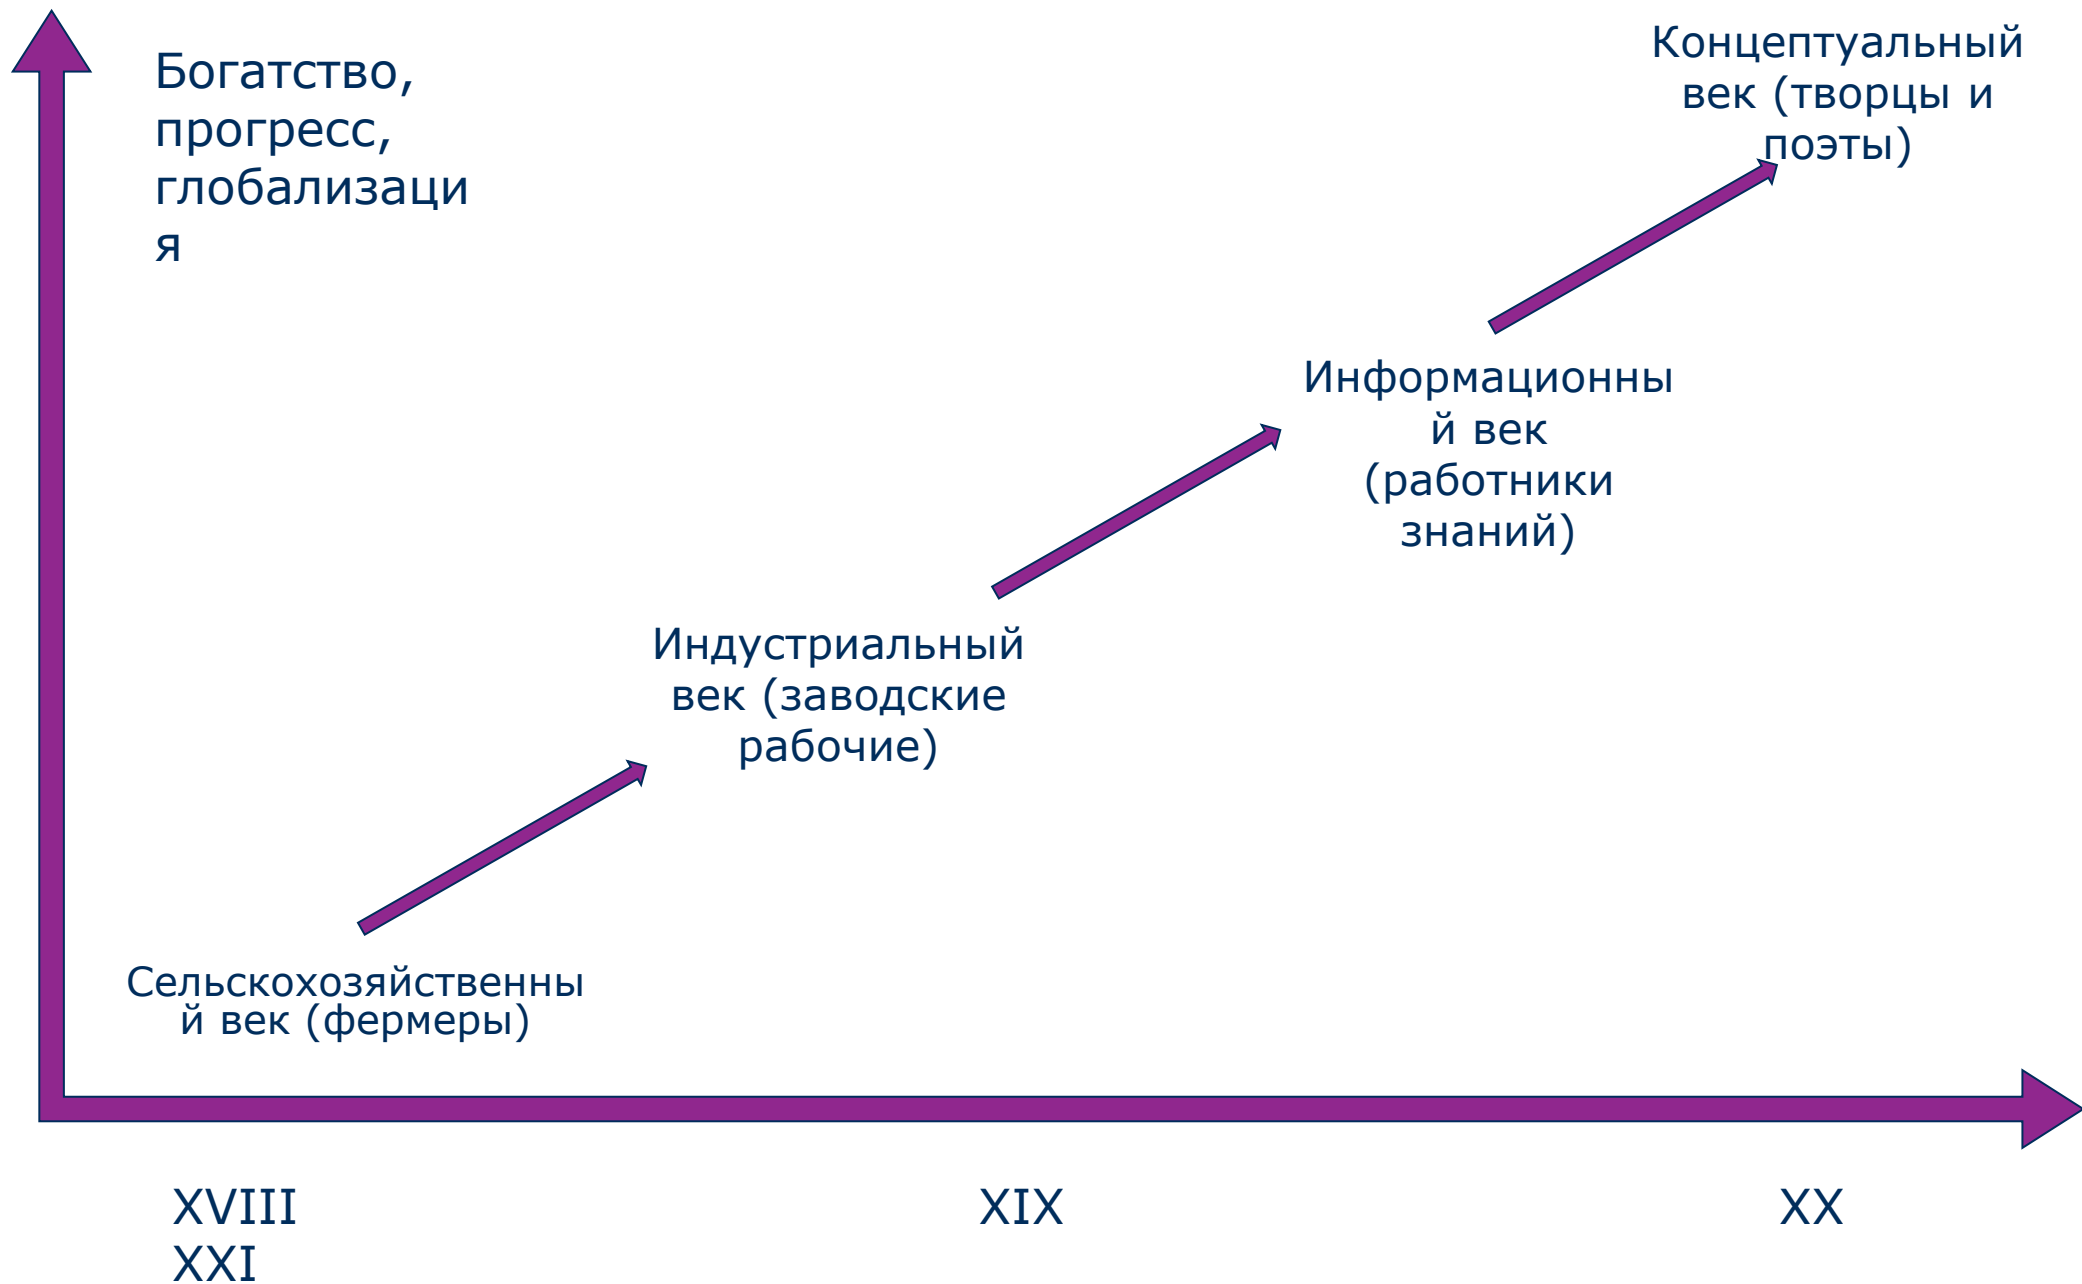 Богатство,
прогресс,
глобализаци
я
Концептуальный
век (творцы и
поэты)
Информационны
й век
(работники
знаний)
Индустриальный
век (заводские
рабочие)
Сельскохозяйственны
й век (фермеры)
XVIII XIX XX
XXI